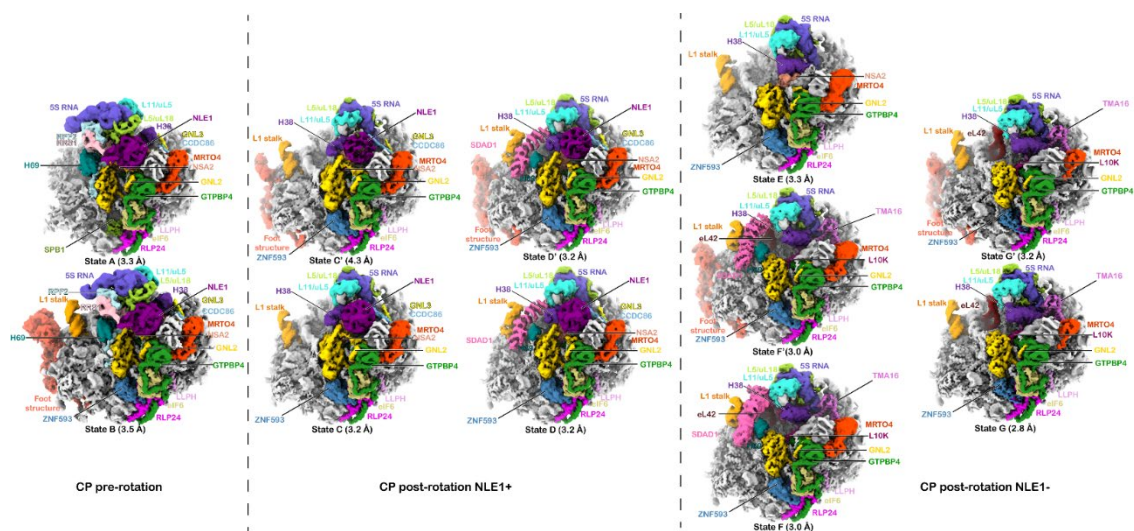 5S RNA
L11/uL5
L5/uL18
H38
NLE1
RPF2
RRS1
GNL3
CCDC86
H69
MRTO4
NSA2
GNL2
GTPBP4
LLPH
eIF6
SPB1
RLP24
State A (3.3 Å)
5S RNA
L11/uL5
L5/uL18
RPF2
L1 stalk
H38
NLE1
GNL3
CCDC86
H69
MRTO4
NSA2
GNL2
GTPBP4
Foot
structure
LLPH
eIF6
ZNF593
RLP24
State B (3.5 Å)
CP pre-rotation
L5/uL18
5S RNA
H38
L11/uL5
NLE1
L1 stalk
GNL3
CCDC86
MRTO4
NSA2
GNL2
GTPBP4
LLPH
Foot
structure
eIF6
ZNF593
RLP24
State C' (4.3 Å)
L5/uL18
5S RNA
H38
L11/uL5
NLE1
L1 stalk
GNL3
CCDC86
SDAD1
NSA2
MRTO4
GNL2
GTPBP4
LLPH
Foot
structure
eIF6
ZNF593
RLP24
State D' (3.2 Å)
L5/uL18
5S RNA
H38
L11/uL5
NLE1
L1 stalk
GNL3
CCDC86
MRTO4
NSA2
GNL2
GTPBP4
LLPH
eIF6
ZNF593
RLP24
State C (3.2 Å)
L5/uL18
5S RNA
H38
L11/uL5
NLE1
L1 stalk
GNL3
CCDC86
SDAD1
NSA2
MRTO4
GNL2
GTPBP4
LLPH
eIF6
ZNF593
RLP24
State D (3.2 Å)
CP post-rotation NLE1+
L5/uL18
5S RNA
L11/uL5
H38
L1 stalk
NSA2
MRTO4
GNL2
GTPBP4
LLPH
eIF6
ZNF593
RLP24
State E (3.3 Å)
L5/uL18
5S RNA
L11/uL5
H38
TMA16
L1 stalk
eL42
MRTO4
L10K
GNL2
GTPBP4
Foot
structure
LLPH
eIF6
ZNF593
RLP24
State F' (3.0 Å)
L5/uL18
5S RNA
L11/uL5
H38
TMA16
L1 stalk
eL42
MRTO4
SDAD1
L10K
GNL2
GTPBP4
LLPH
eIF6
ZNF593
RLP24
State F (3.0 Å)
L5/uL18
5S RNA
L11/uL5
H38
TMA16
L1 stalk
eL42
MRTO4
L10K
GNL2
GTPBP4
Foot
structure
LLPH
eIF6
ZNF593
RLP24
State G' (3.2 Å)
L5/uL18
5S RNA
L11/uL5
H38
TMA16
L1 stalk
eL42
MRTO4
L10K
GNL2
GTPBP4
LLPH
eIF6
ZNF593
RLP24
State G (2.8 Å)
CP post-rotation NLE1-